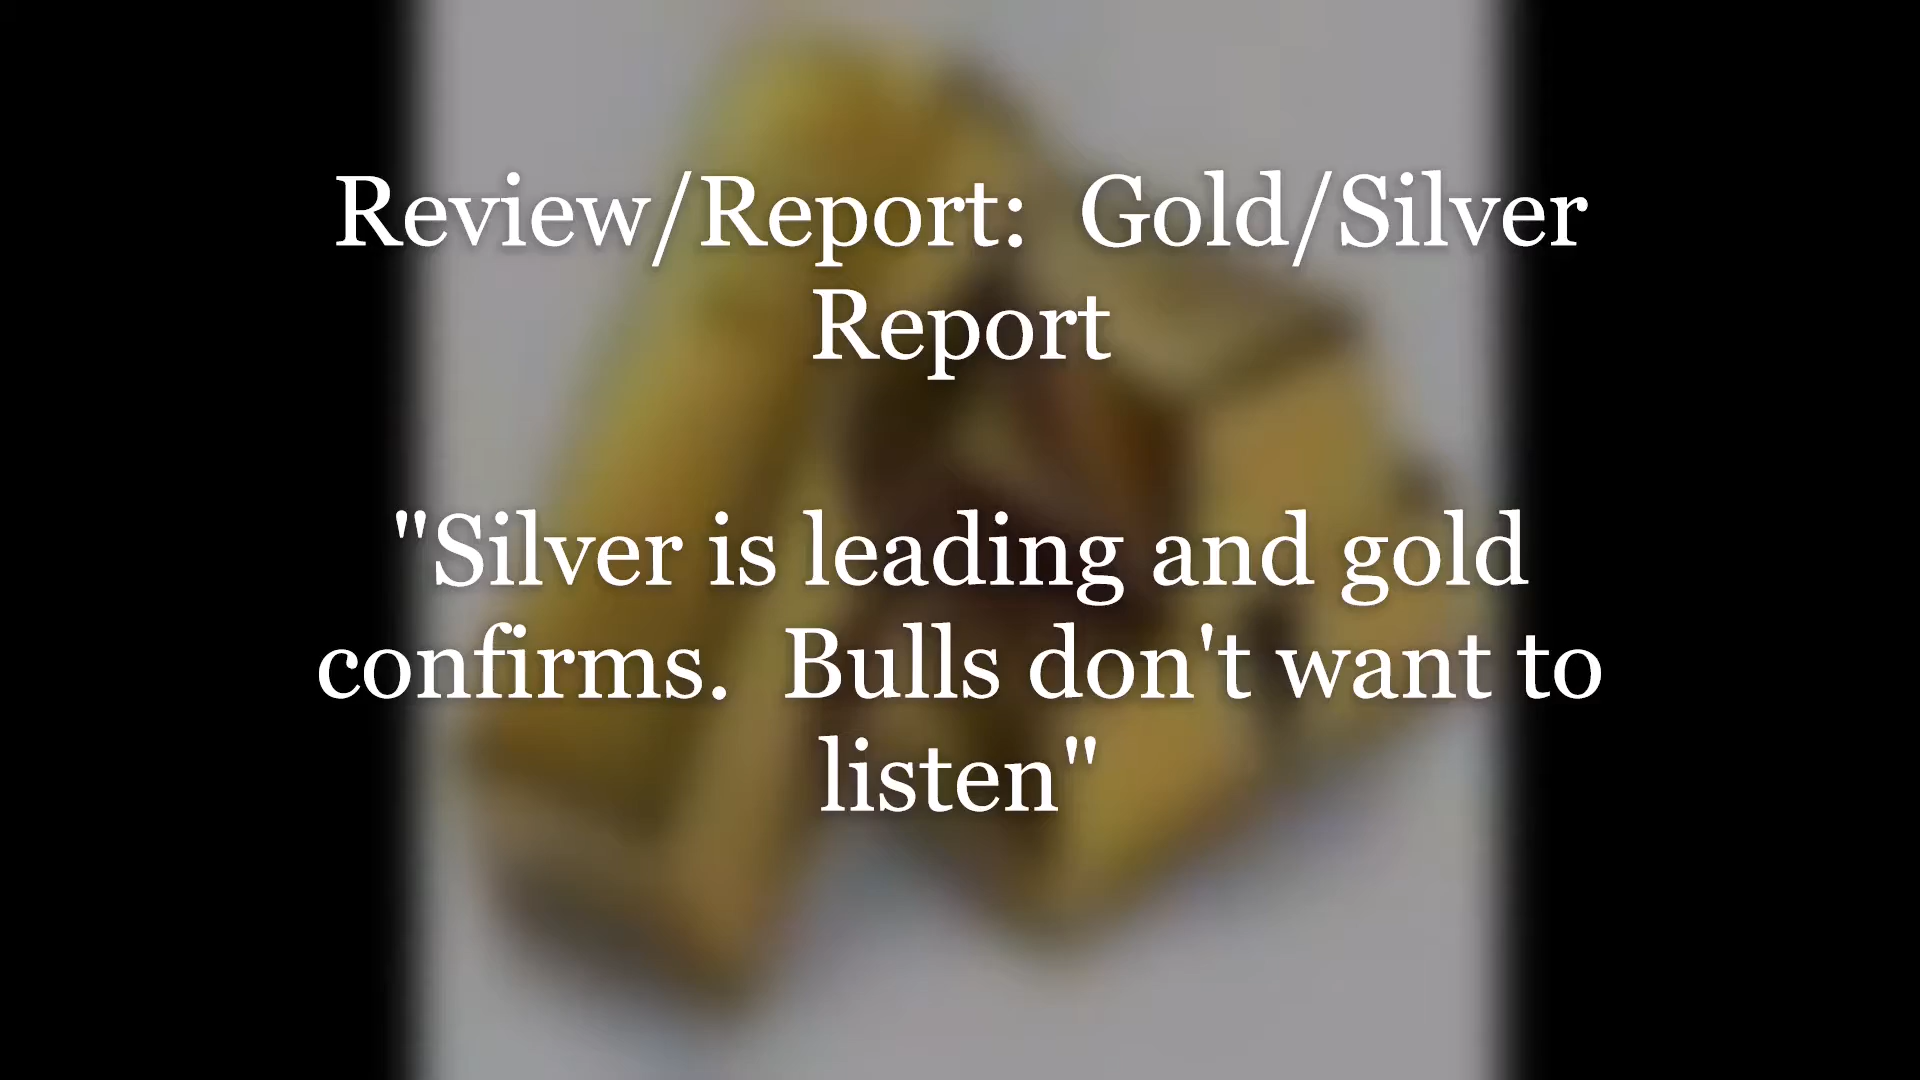 Review/Report:  Gold/Silver
Report
"Silver is leading and gold
confirms.  Bulls don't want to
listen"